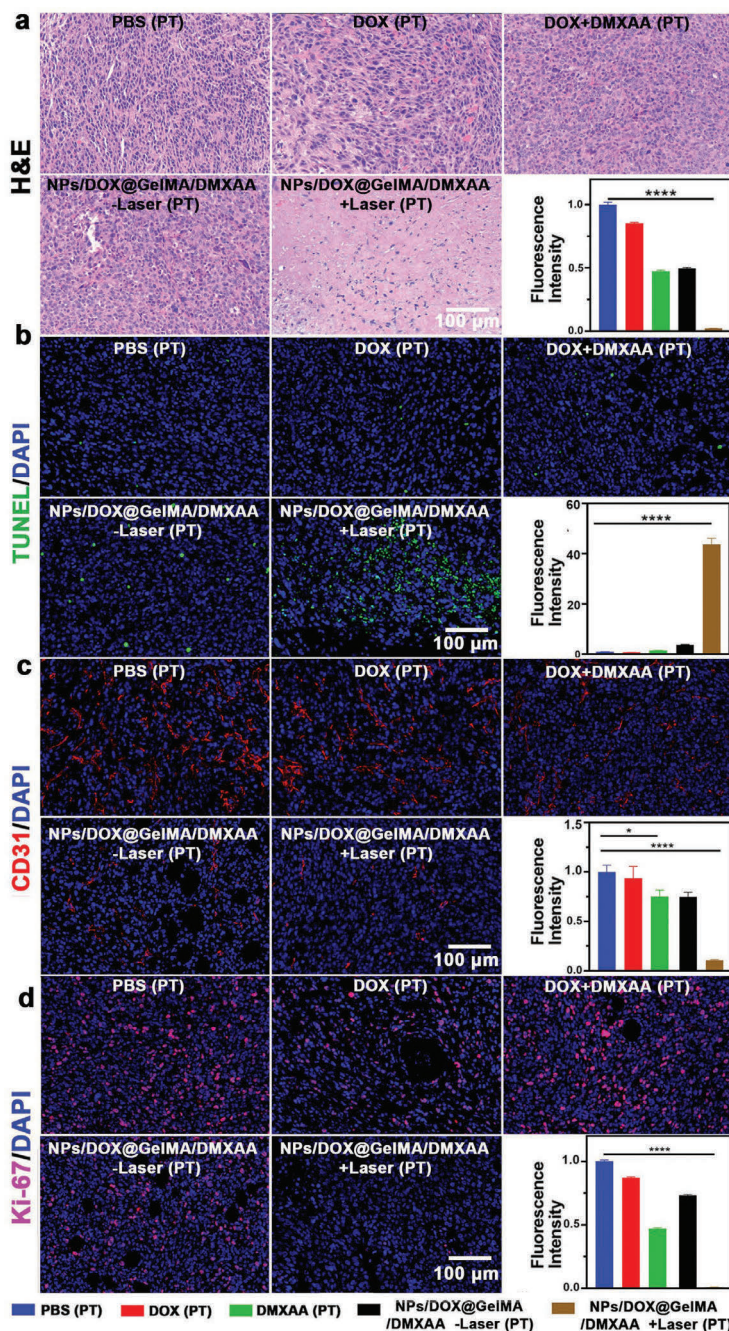 a
H&E
PBS (PT)
DOX (PT)
DOX+DMXAA (PT)
NPs/DOX@GelMA/DMXAA
-Laser (PT)
NPs/DOX@GelMA/DMXAA
+Laser (PT)
100 μm
Fluorescence
Intensity
1.0
0.5
0.0
****
b
TUNEL/DAPI
PBS (PT)
DOX (PT)
DOX+DMXAA (PT)
NPs/DOX@GelMA/DMXAA
-Laser (PT)
NPs/DOX@GelMA/DMXAA
+Laser (PT)
100 μm
Fluorescence
Intensity
60
40
20
0
****
c
CD31/DAPI
PBS (PT)
DOX (PT)
DOX+DMXAA (PT)
NPs/DOX@GelMA/DMXAA
-Laser (PT)
NPs/DOX@GelMA/DMXAA
+Laser (PT)
100 μm
Fluorescence
Intensity
1.5
1.0
0.5
0.0
*
****
d
Ki-67/DAPI
PBS (PT)
DOX (PT)
DOX+DMXAA (PT)
NPs/DOX@GelMA/DMXAA
-Laser (PT)
NPs/DOX@GelMA/DMXAA
+Laser (PT)
100 μm
Fluorescence
Intensity
1.0
0.5
0.0
****
PBS (PT)
DOX (PT)
DMXAA (PT)
NPs/DOX@GelMA
/DMXAA -Laser (PT)
NPs/DOX@GelMA
/DMXAA +Laser (PT)